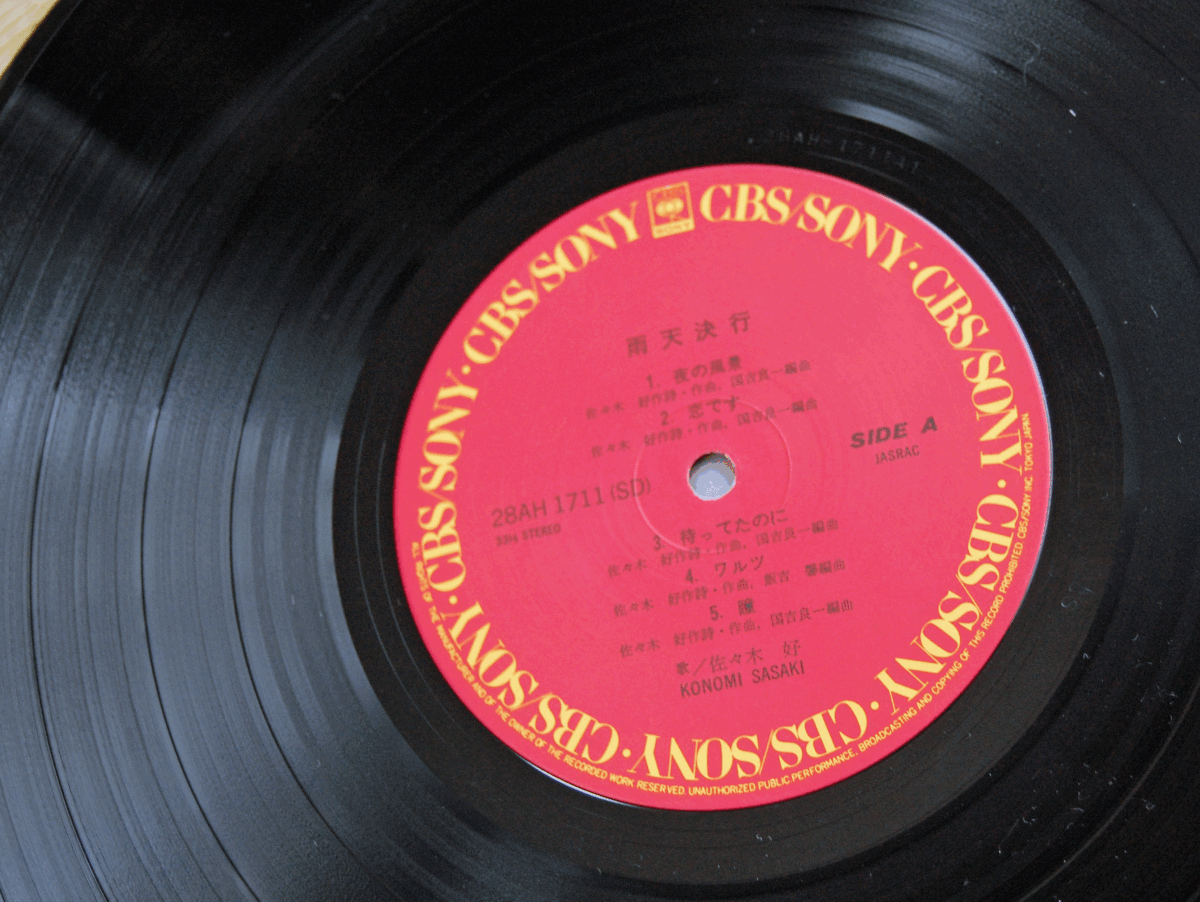 CBS/SONY · CBS/SONY · CBS/SONY · CBS/SONY · CBS/SONY · CBS/SONY · CBS/SONY · CBS/SONY
SONY
雨天決行
1. 夜の風景
佐々木 好作詩・作曲, 国吉良一編曲
2. 恋です
佐々木 好作詩・作曲, 国吉良一編曲
SIDE A
JASRAC
28AH 1711 (SD)
33⅓ STEREO
3. 待ってたのに
佐々木 好作詩・作曲, 国吉良一編曲
4. ワルツ
佐々木 好作詩・作曲, 飯吉 馨編曲
5. 瞳
佐々木 好作詩・作曲, 国吉良一編曲
歌/佐々木 好
KONOMI SASAKI
ALL RIGHTS OF THE MANUFACTURER AND OF THE OWNER OF THE RECORDED WORK RESERVED. UNAUTHORIZED PUBLIC PERFORMANCE, BROADCASTING AND COPYING OF THIS RECORD PROHIBITED CBS/SONY INC. TOKYO JAPAN